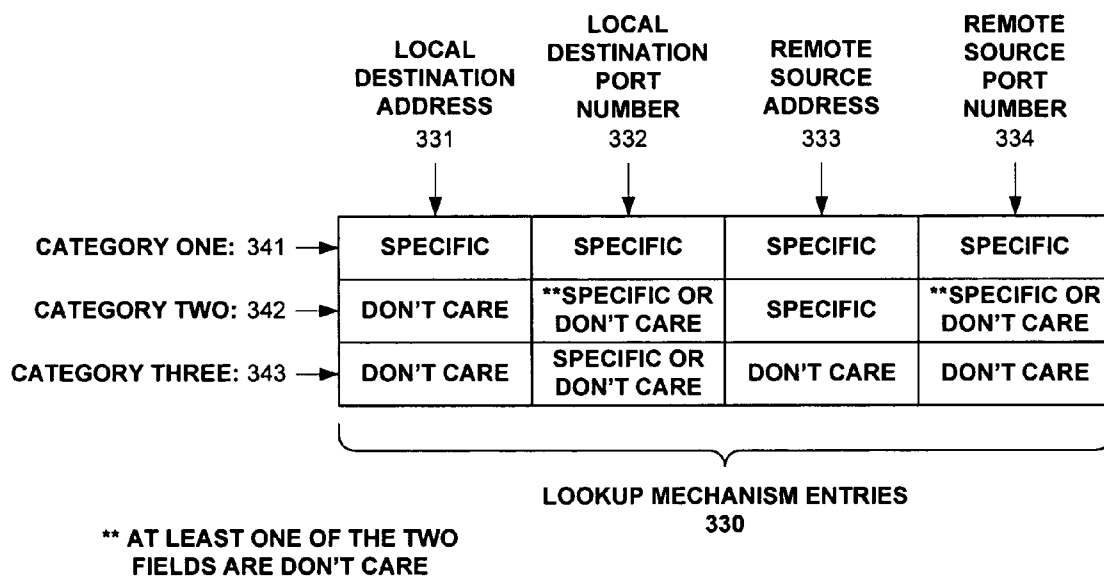 LOCAL
DESTINATION
ADDRESS
331
LOCAL
DESTINATION
PORT
NUMBER
332
REMOTE
SOURCE
ADDRESS
333
REMOTE
SOURCE
PORT
NUMBER
334
CATEGORY ONE: 341
SPECIFIC
SPECIFIC
SPECIFIC
SPECIFIC
CATEGORY TWO: 342
DON'T CARE
**SPECIFIC OR
DON'T CARE
SPECIFIC
**SPECIFIC OR
DON'T CARE
CATEGORY THREE: 343
DON'T CARE
SPECIFIC OR
DON'T CARE
DON'T CARE
DON'T CARE
LOOKUP MECHANISM ENTRIES
330
** AT LEAST ONE OF THE TWO
FIELDS ARE DON'T CARE